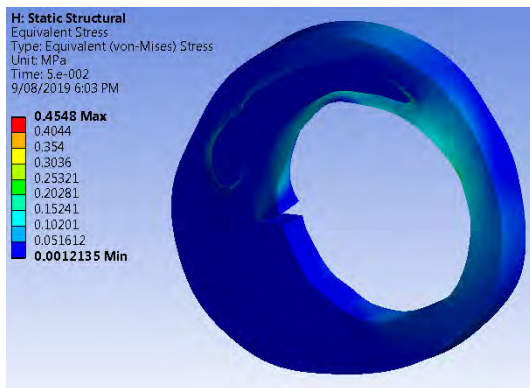 H: Static Structural
Equivalent Stress
Type: Equivalent (von-Mises) Stress
Unit: MPa
Time: 5.e-002
9/08/2019 6:03 PM
0.4548 Max
0.4044
0.354
0.3036
0.25321
0.20281
0.15241
0.10201
0.051612
0.0012135 Min